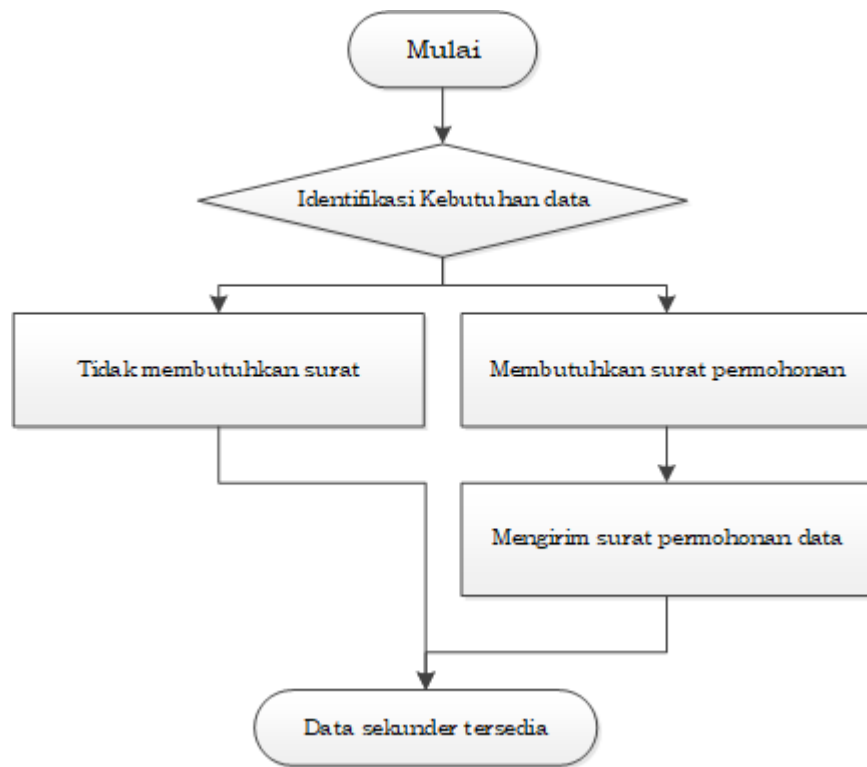 Mulai
Identifikasi Kebutuhan data
Tidak membutuhkan surat
Membutuhkan surat permohonan
Mengirim surat permohonan data
Data sekunder tersedia